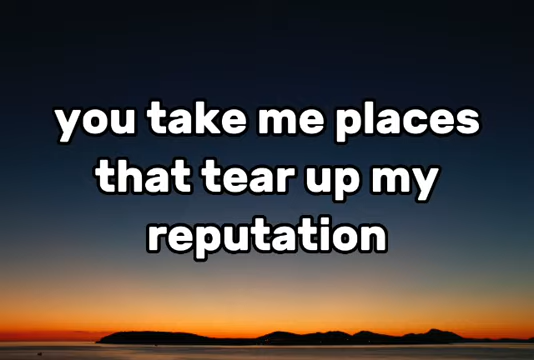 you take me places
that tear up my
reputation